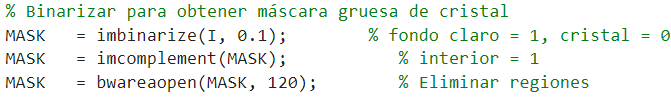 % Binarizar para obtener máscara gruesa de cristal
MASK = imbinarize(I, 0.1); % fondo claro = 1, cristal = 0
MASK = imcomplement(MASK); % interior = 1
MASK = bwareaopen(MASK, 120); % Eliminar regiones